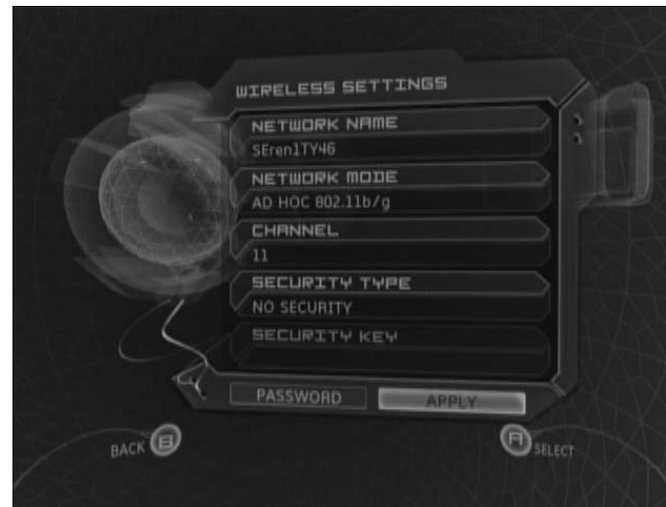 WIRELESS SETTINGS
NETWORK NAME
SEren1TY46
NETWORK MODE
AD HOC 802.11b/g
CHANNEL
11
SECURITY TYPE
NO SECURITY
SECURITY KEY
PASSWORD
APPLY
BACK B
A SELECT